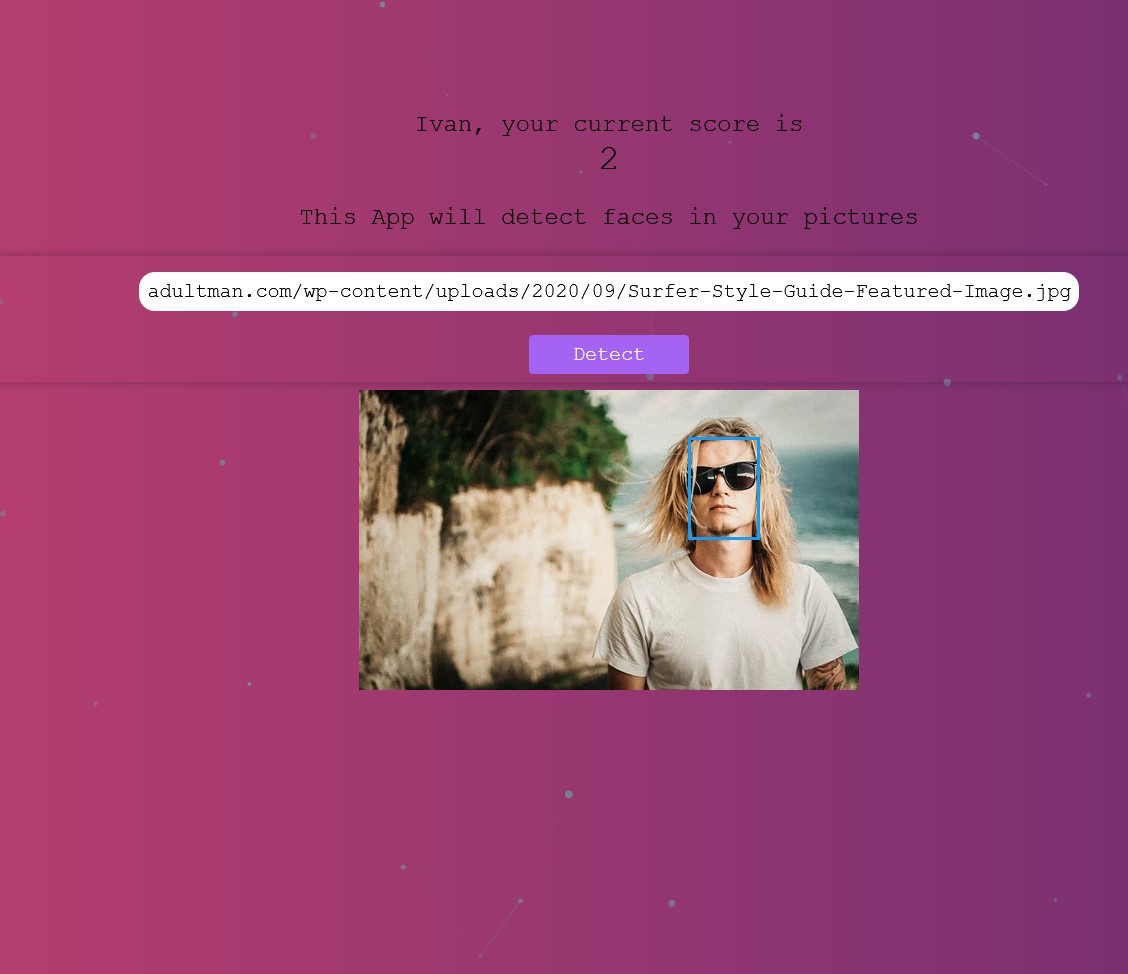 Ivan, your current score is
2
This App will detect faces in your pictures
adultman.com/wp-content/uploads/2020/09/Surfer-Style-Guide-Featured-Image.jpg
Detect